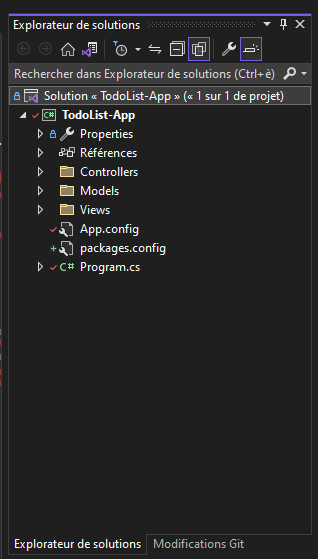 Explorateur de solutions
Rechercher dans Explorateur de solutions (Ctrl+è)
Solution « TodoList-App » (« 1 sur 1 de projet)
C# TodoList-App
Properties
Références
Controllers
Models
Views
App.config
packages.config
C# Program.cs
Explorateur de solutions Modifications Git